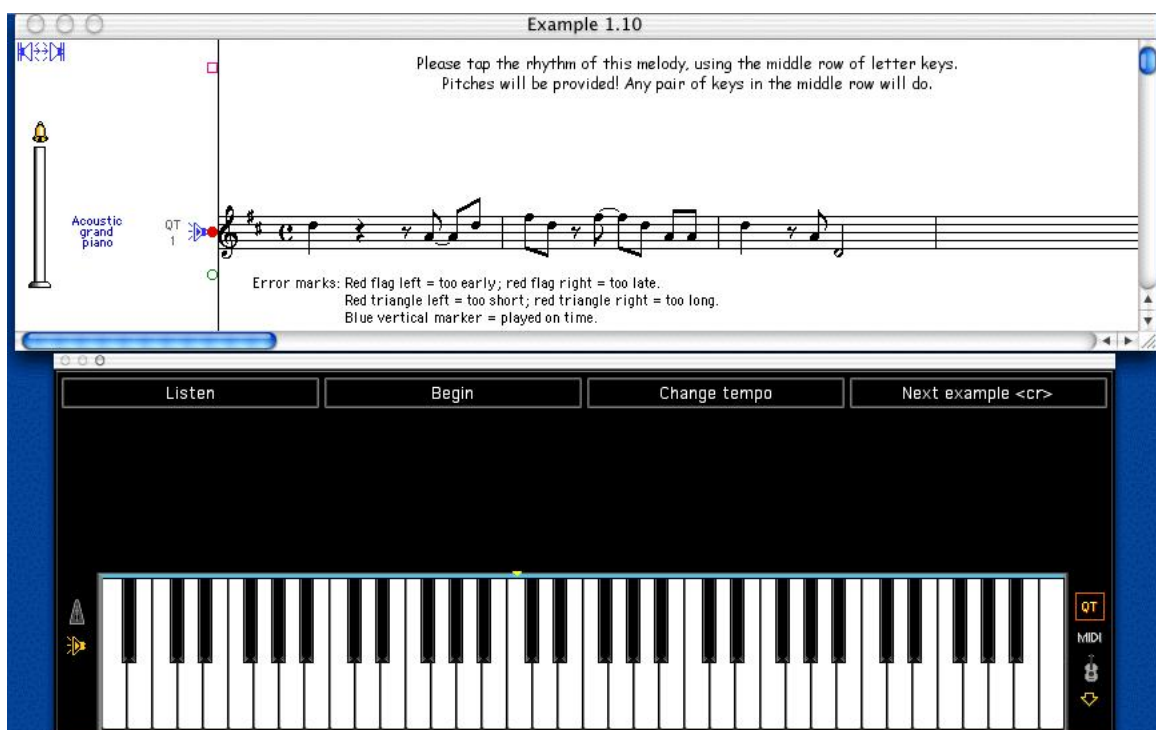 Example 1.10
Please tap the rhythm of this melody, using the middle row of letter keys.
Pitches will be provided! Any pair of keys in the middle row will do.
Acoustic
grand
piano
QT
1
Error marks: Red flag left = too early; red flag right = too late.
Red triangle left = too short; red triangle right = too long.
Blue vertical marker = played on time.
Listen
Begin
Change tempo
Next example <cr>
QT
MIDI